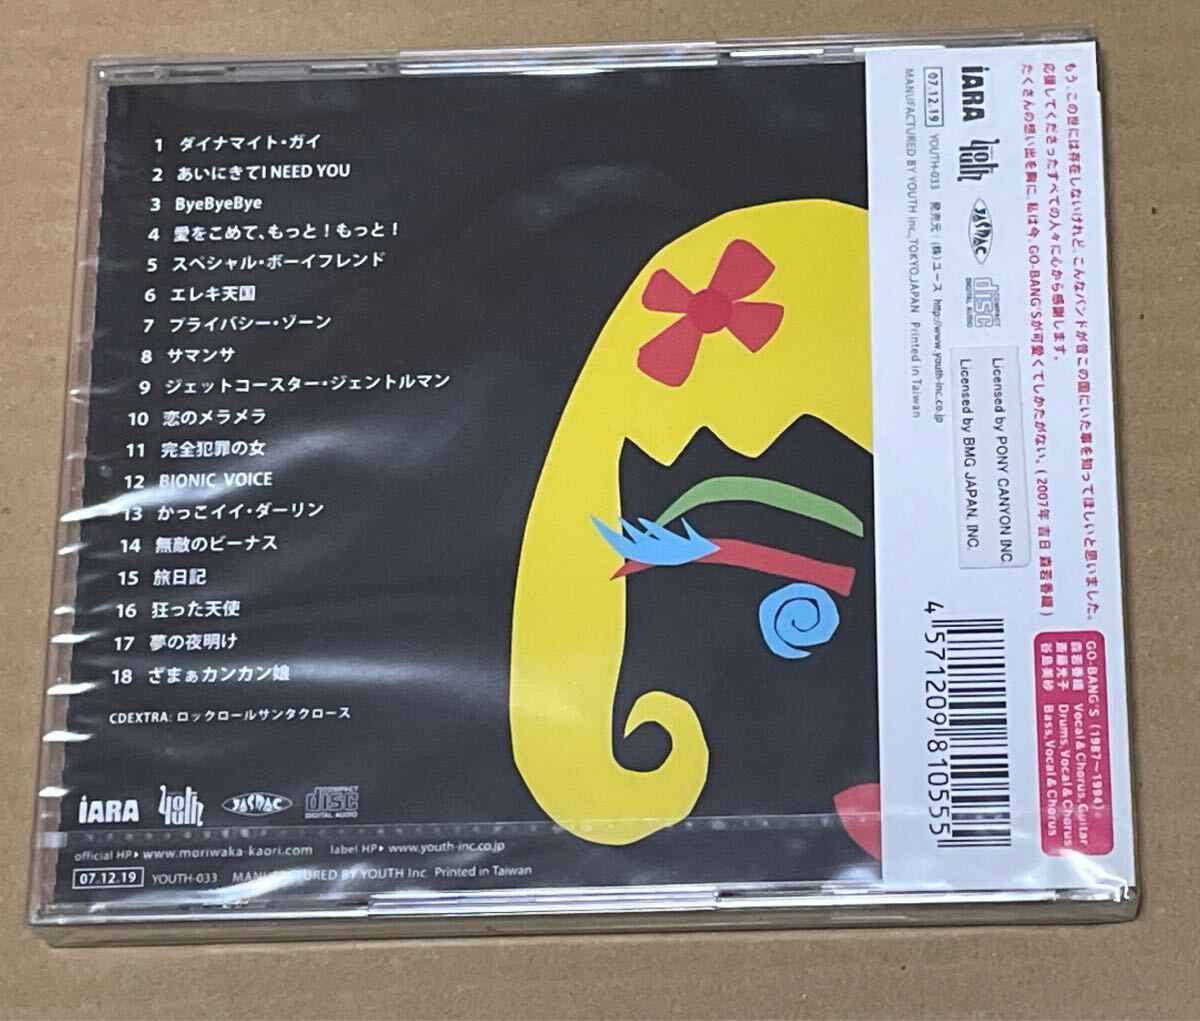 1 ダイナマイト・ガイ
2 あいにきてI NEED YOU
3 ByeByeBye
4 愛をこめて、もっと!もっと!
5 スペシャル・ボーイフレンド
6 エレキ天国
7 プライバシー・ゾーン
8 サマンサ
9 ジェットコースター・ジェントルマン
10 恋のメラメラ
11 完全犯罪の女
12 BIONIC VOICE
13 かっこイイ・ダーリン
14 無敵のビーナス
15 旅日記
16 狂った天使
17 夢の夜明け
18 ざまぁカンカン娘
CDEXTRA: ロックロールサンタクロース
iARA Youth JASRAC COMPACT disc DIGITAL AUDIO
official HP▶www.moriwaka-kaori.com label HP▶www.youth-inc.co.jp
07.12.19 YOUTH-033 MANUFACTURED BY YOUTH Inc. Printed in Taiwan
もう、この世には存在しないけれど、こんなバンドが昔この国にいた事を知ってほしいと思いました。
応援してくださったすべての人々に心から感謝します。
たくさんの想い出を胸に、私は今、GO-BANG'Sが可愛くてしかたがない。(2007年 吉日 森若香織)
GO-BANG'S (1987〜1994)
森若香織 Vocal & Chorus, Guitar
斎藤光子 Drums, Vocal & Chorus
谷島美砂 Bass, Vocal & Chorus
iARA Youth JASRAC COMPACT disc DIGITAL AUDIO
Licensed by PONY CANYON INC.
Licensed by BMG JAPAN, INC.
07.12.19 YOUTH-033 発売元:(株)ユース http://www.youth-inc.co.jp
MANUFACTURED BY YOUTH inc., TOKYO, JAPAN Printed in Taiwan
4571209810555